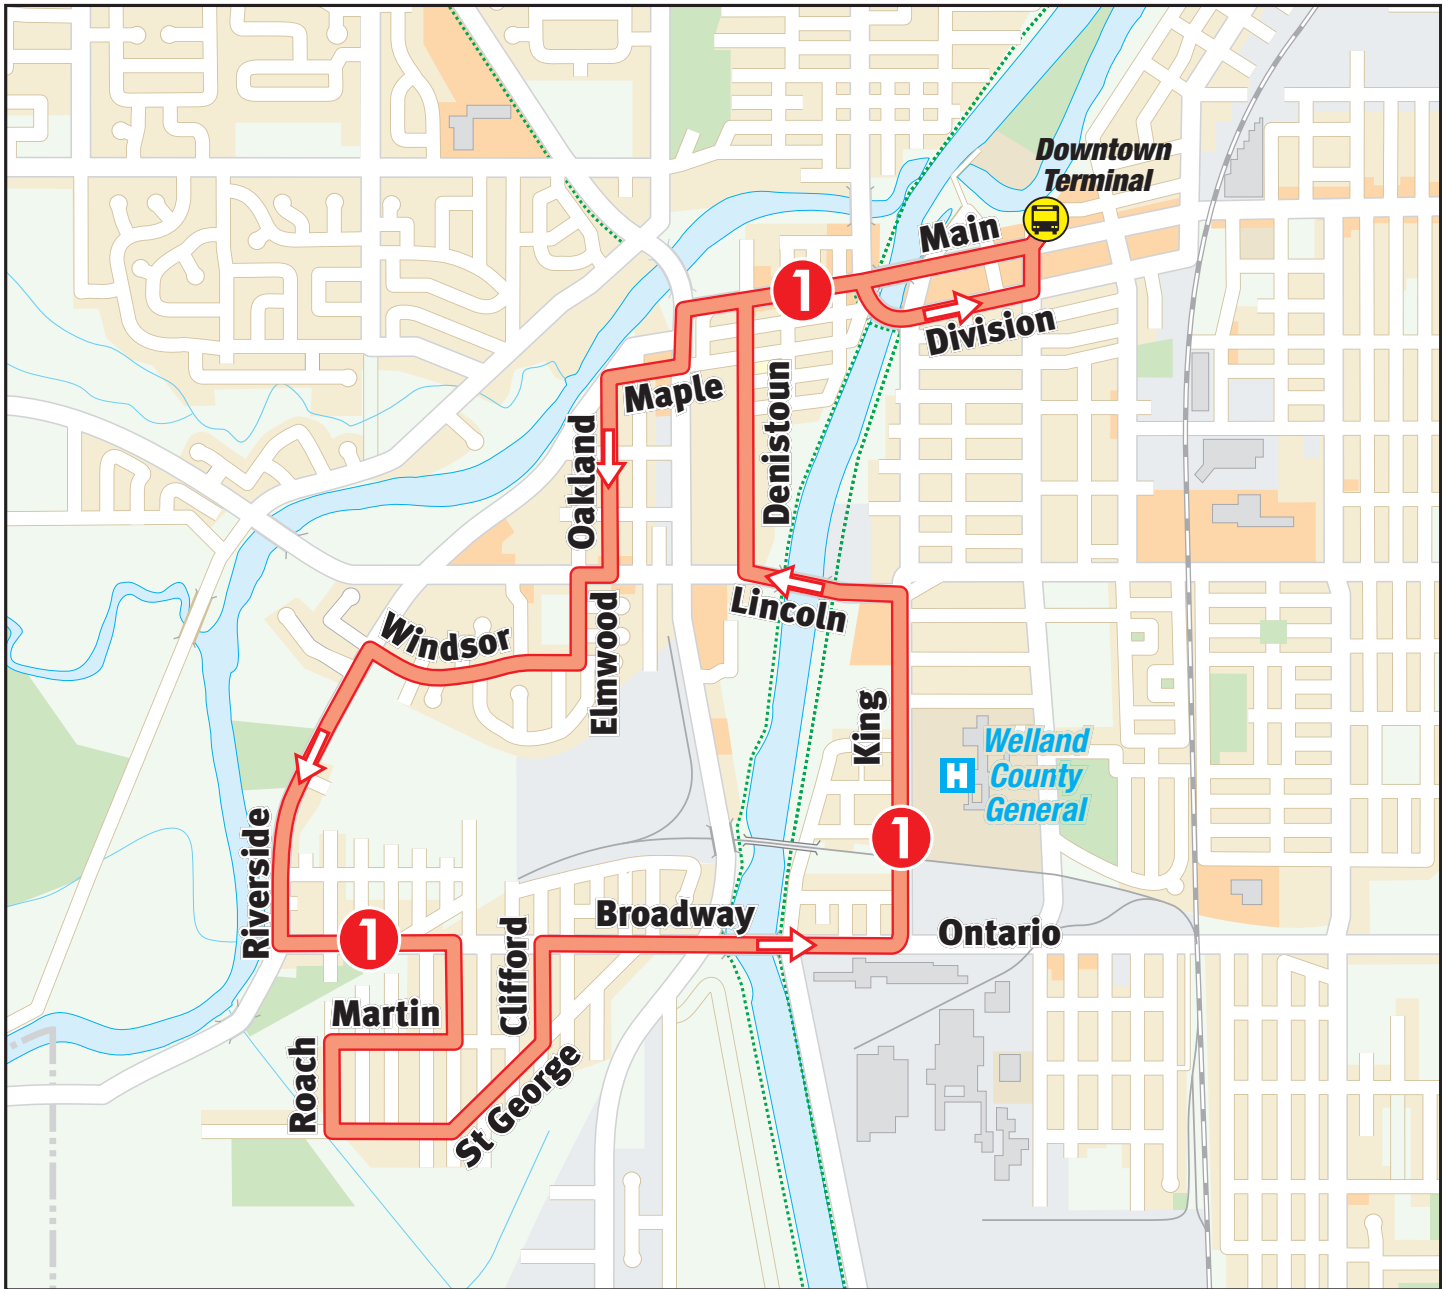 Downtown
Terminal
Main
1
Division
Maple
Denistoun
Oakland
Lincoln
Windsor
Elmwood
King
H
Welland
County
General
1
Riverside
Broadway
Ontario
1
Clifford
Martin
Roach
St George